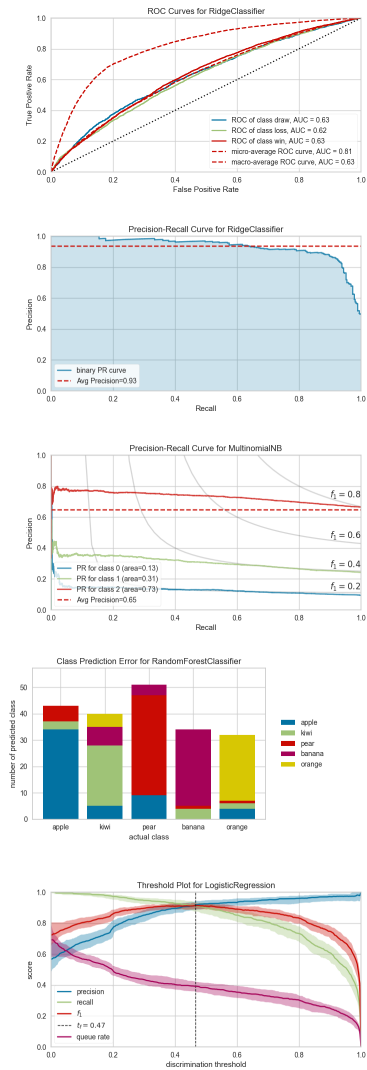 ROC Curves for RidgeClassifier
1.0
0.8
0.6
0.4
0.2
0.0
True Positive Rate
ROC of class draw, AUC = 0.63
ROC of class loss, AUC = 0.62
ROC of class win, AUC = 0.63
micro-average ROC curve, AUC = 0.81
macro-average ROC curve, AUC = 0.63
0.0 0.2 0.4 0.6 0.8 1.0
False Positive Rate
Precision-Recall Curve for RidgeClassifier
1.0
0.8
0.6
0.4
0.2
0.0
Precision
binary PR curve
Avg Precision=0.93
0.0 0.2 0.4 0.6 0.8 1.0
Recall
Precision-Recall Curve for MultinomialNB
1.0
0.8
0.6
0.4
0.2
0.0
Precision
f1 = 0.8
f1 = 0.6
f1 = 0.4
f1 = 0.2
PR for class 0 (area=0.13)
PR for class 1 (area=0.31)
PR for class 2 (area=0.73)
Avg Precision=0.65
0.0 0.2 0.4 0.6 0.8 1.0
Recall
Class Prediction Error for RandomForestClassifier
50
40
30
20
10
0
number of predicted class
apple
kiwi
pear
banana
orange
apple kiwi pear banana orange
actual class
Threshold Plot for LogisticRegression
1.0
0.8
0.6
0.4
0.2
0.0
score
precision
recall
f1
tf = 0.47
queue rate
0.0 0.2 0.4 0.6 0.8 1.0
discrimination threshold